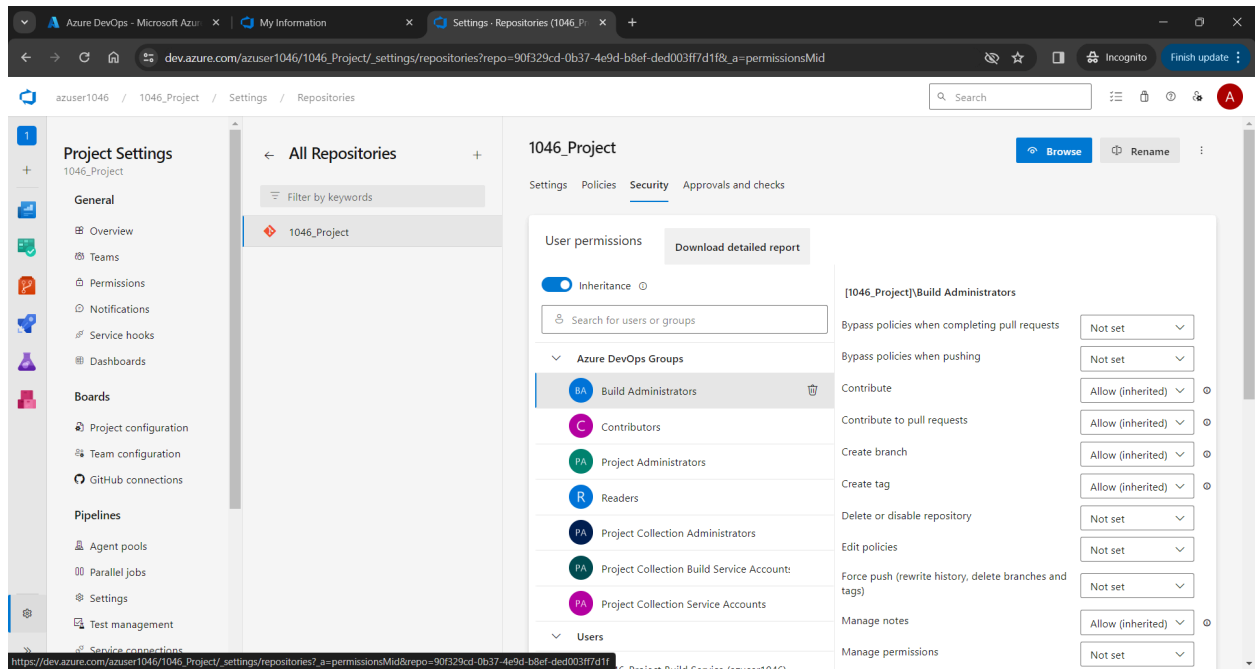 Azure DevOps - Microsoft Azur
My Information
Settings · Repositories (1046_Pr
dev.azure.com/azuser1046/1046_Project/_settings/repositories?repo=90f329cd-0b37-4e9d-b8ef-ded003ff7d1f&_a=permissionsMid
Incognito
Finish update
azuser1046 / 1046_Project / Settings / Repositories
Search
A
1
Project Settings
1046_Project
General
Overview
Teams
Permissions
Notifications
Service hooks
Dashboards
Boards
Project configuration
Team configuration
GitHub connections
Pipelines
Agent pools
Parallel jobs
Settings
Test management
Service connections
All Repositories
Filter by keywords
1046_Project
1046_Project
Browse
Rename
Settings Policies Security Approvals and checks
User permissions
Download detailed report
Inheritance
Search for users or groups
Azure DevOps Groups
BA Build Administrators
C Contributors
PA Project Administrators
R Readers
PA Project Collection Administrators
PA Project Collection Build Service Accounts
PA Project Collection Service Accounts
Users
[1046_Project]\Build Administrators
Bypass policies when completing pull requests Not set
Bypass policies when pushing Not set
Contribute Allow (inherited)
Contribute to pull requests Allow (inherited)
Create branch Allow (inherited)
Create tag Allow (inherited)
Delete or disable repository Not set
Edit policies Not set
Force push (rewrite history, delete branches and
tags) Not set
Manage notes Allow (inherited)
Manage permissions Not set
https://dev.azure.com/azuser1046/1046_Project/_settings/repositories?_a=permissionsMid&repo=90f329cd-0b37-4e9d-b8ef-ded003ff7d1f